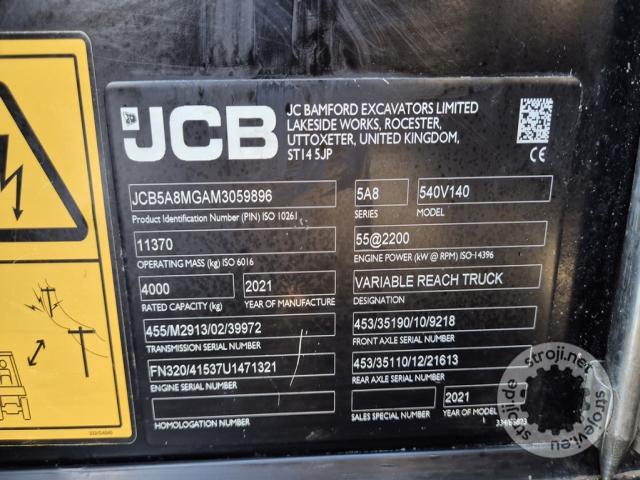 JCB
JC BAMFORD EXCAVATORS LIMITED
LAKESIDE WORKS, ROCESTER,
UTTOXETER, UNITED KINGDOM,
ST14 5JP
CE
JCB5A8MGAM3059896
Product Identification Number (PIN) ISO 10261
5A8
SERIES
540V140
MODEL
11370
OPERATING MASS (kg) ISO 6016
55@2200
ENGINE POWER (kW @ RPM) ISO-14396
4000
RATED CAPACITY (kg)
2021
YEAR OF MANUFACTURE
VARIABLE REACH TRUCK
DESIGNATION
455/M2913/02/39972
TRANSMISSION SERIAL NUMBER
453/35190/10/9218
FRONT AXLE SERIAL NUMBER
FN320/41537U1471321
ENGINE SERIAL NUMBER
453/35110/12/21613
REAR AXLE SERIAL NUMBER
HOMOLOGATION NUMBER
SALES SPECIAL NUMBER
2021
YEAR OF MODEL
stroji.net
stroji.de
strojevi.eu